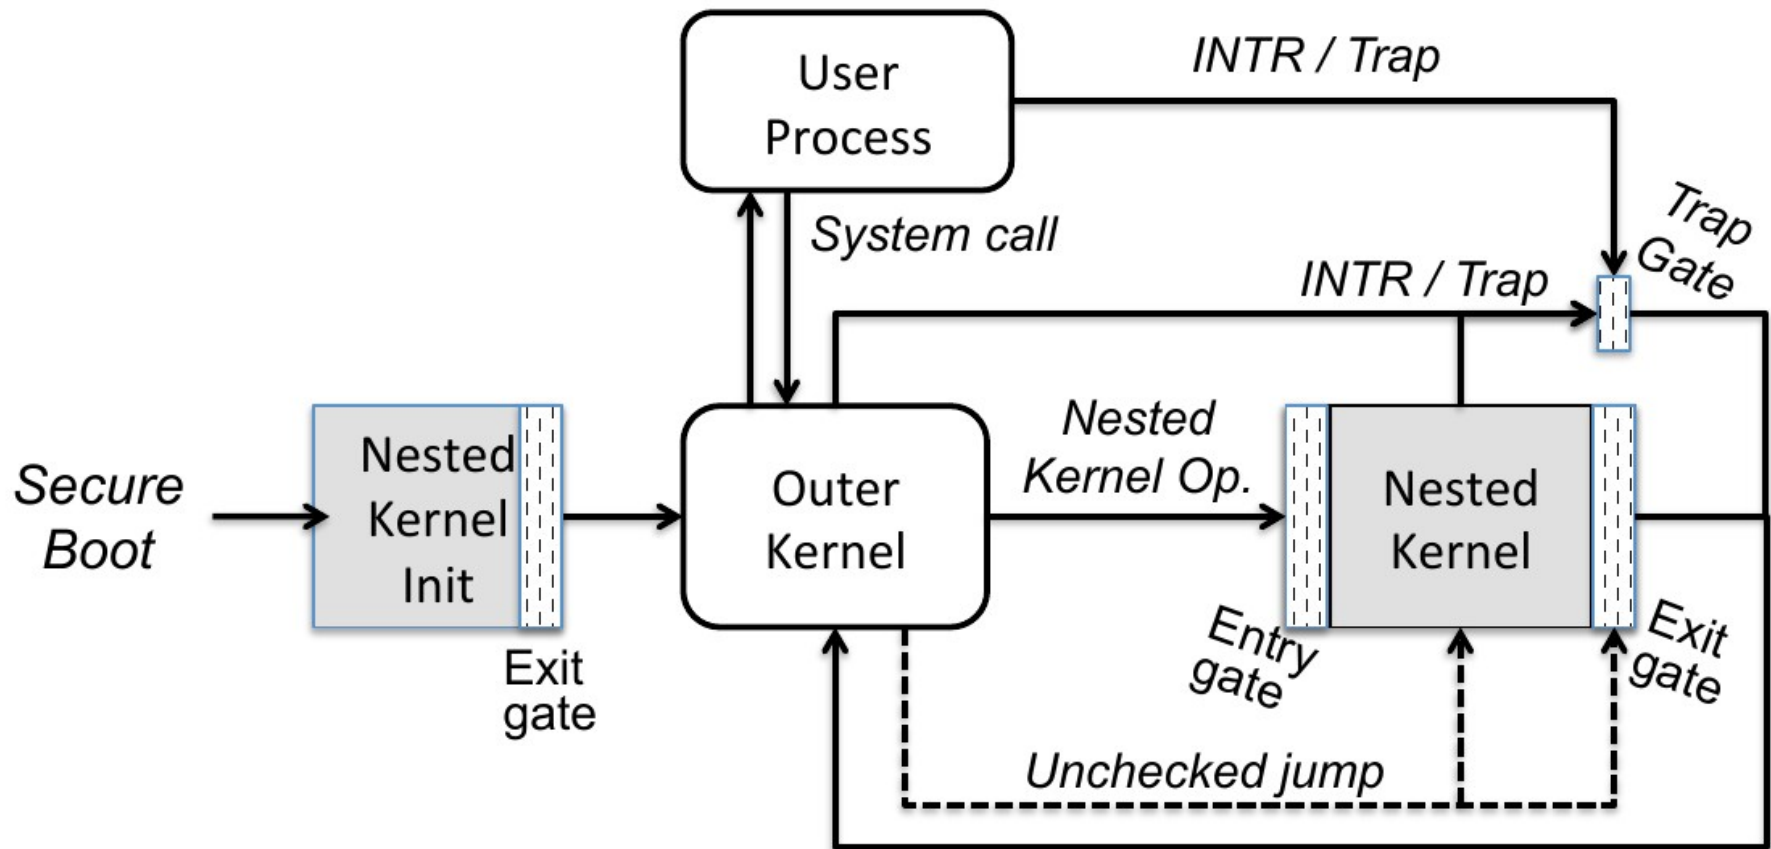 User
Process
INTR / Trap
System call
Trap
Gate
INTR / Trap
Secure
Boot
Nested
Kernel
Init
Exit
gate
Outer
Kernel
Nested
Kernel Op.
Nested
Kernel
Entry
gate
Exit
gate
Unchecked jump